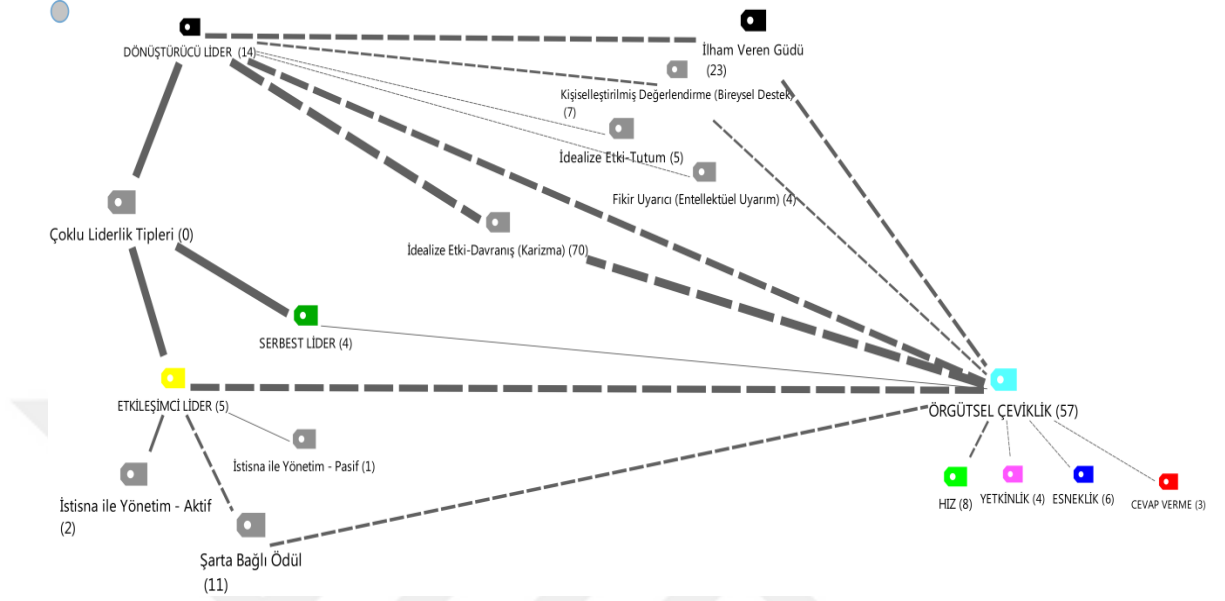 DÖNÜŞTÜRÜCÜ LİDER (14)
İlham Veren Güdü
(23)
Kişiselleştirilmiş Değerlendirme (Bireysel Destek)
(7)
İdealize Etki-Tutum (5)
Fikir Uyarıcı (Entellektüel Uyarım) (4)
Çoklu Liderlik Tipleri (0)
İdealize Etki-Davranış (Karizma) (70)
SERBEST LİDER (4)
ETKİLEŞİMCİ LİDER (5)
ÖRGÜTSEL ÇEVİKLİK (57)
İstisna ile Yönetim - Pasif (1)
İstisna ile Yönetim - Aktif
(2)
HIZ (8)
YETKİNLİK (4)
ESNEKLİK (6)
CEVAP VERME (3)
Şarta Bağlı Ödül
(11)